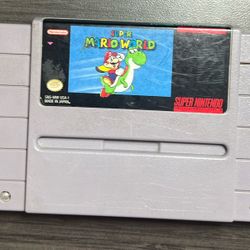 Nintendo
SUPER
MARIO WORLD
SNS-MW-USA-1
MADE IN JAPAN
SUPER NINTENDO